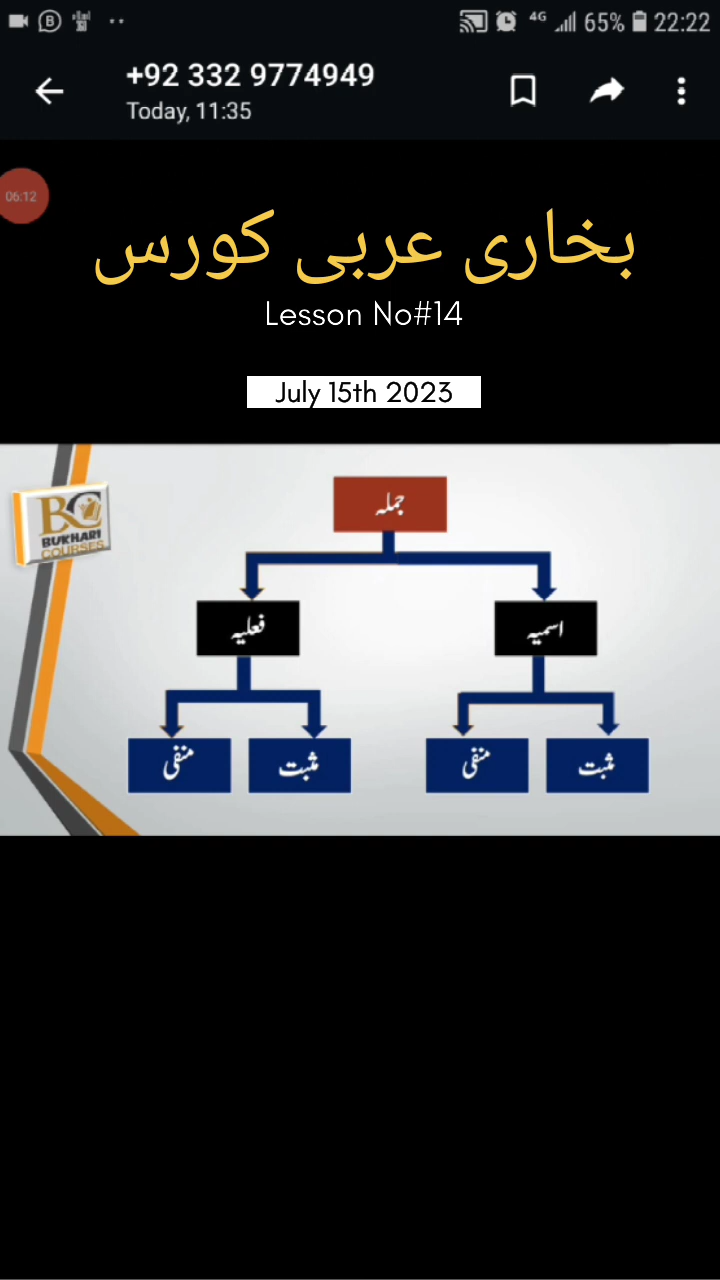 4G 65% 22:22
+92 332 9774949
Today, 11:35
06:12
بخاری عربی کورس
Lesson No#14
July 15th 2023
BC
BUKHARI
COURSES
جملہ
اسمیہ
فعلیہ
مثبت
منفی
مثبت
منفی